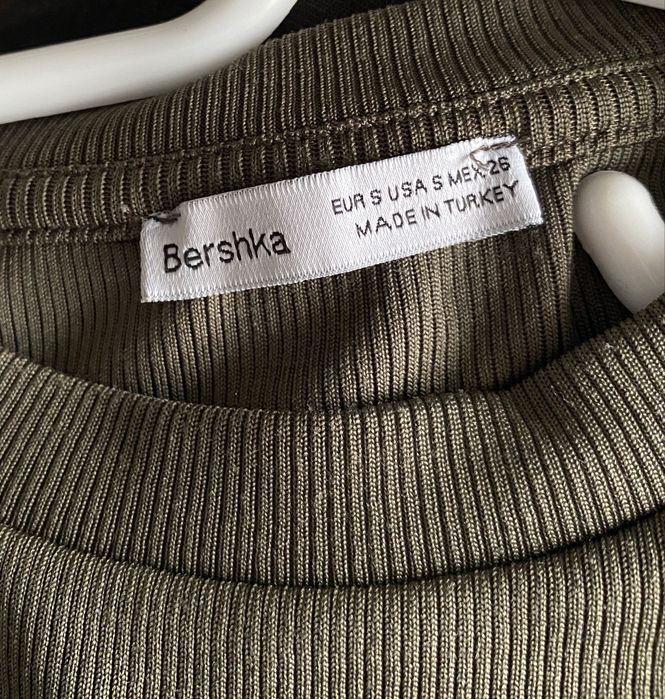 Bershka
EUR S USA S MEX 26
MADE IN TURKEY